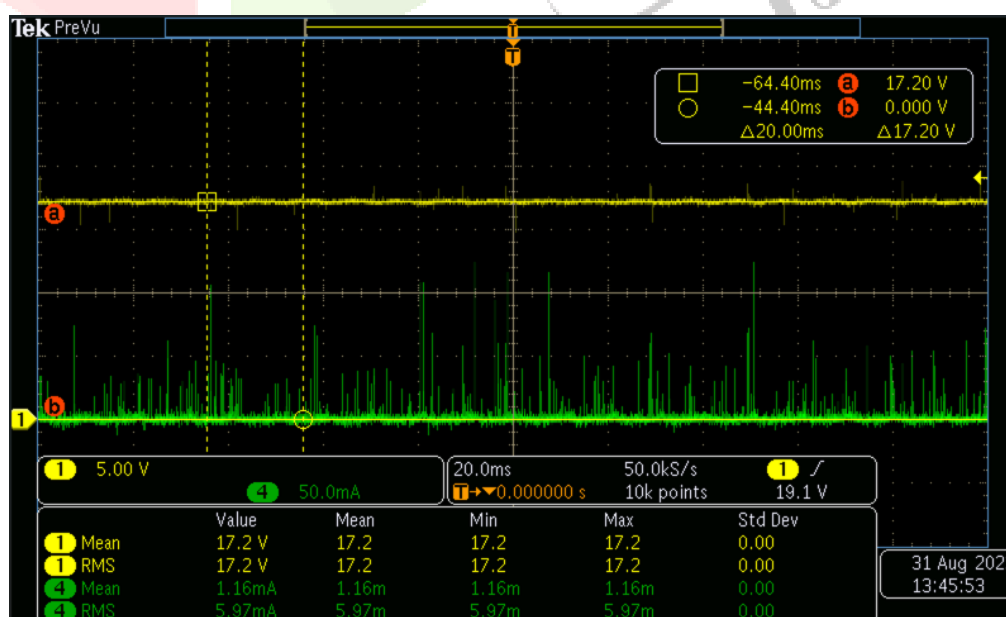 Tek PreVu
T
T
□ -64.40ms a 17.20 V
○ -44.40ms b 0.000 V
△20.00ms △17.20 V
a
b
1
1 5.00 V
4 50.0mA
20.0ms 50.0kS/s 1 ∫
T→▼0.000000 s 10k points 19.1 V
Value Mean Min Max Std Dev
1 Mean 17.2 V 17.2 17.2 17.2 0.00
1 RMS 17.2 V 17.2 17.2 17.2 0.00
4 Mean 1.16mA 1.16m 1.16m 1.16m 0.00
4 RMS 5.97mA 5.97m 5.97m 5.97m 0.00
31 Aug 202
13:45:53